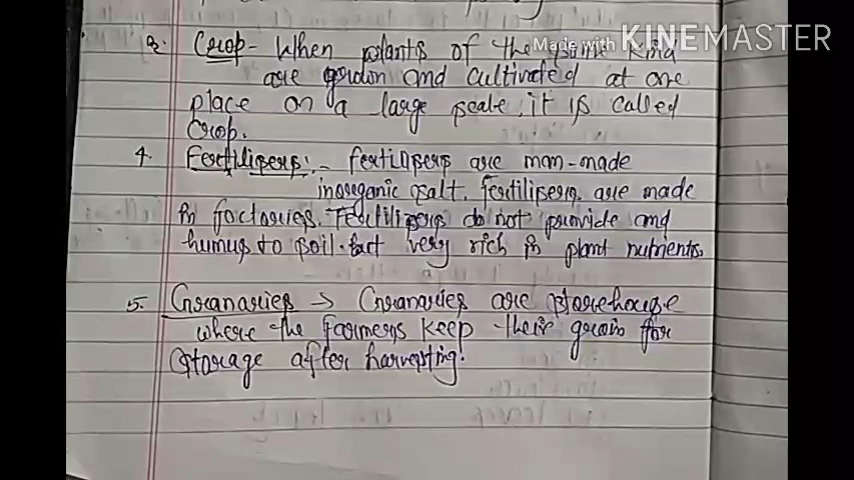 Made with KINEMASTER
2. Crop - When plants of the same kind
are grown and cultivated at one
place on a large scale, it is called
Crop.
4. Fertilisers :- Fertilisers are man-made
inorganic salt. Fertilisers are made
in factories. Fertilisers do not provide and
humus to soil. but very rich in plant nutrients.
5. Granaries → Granaries are storehouse
where the farmers keep their grain for
storage after harvesting.